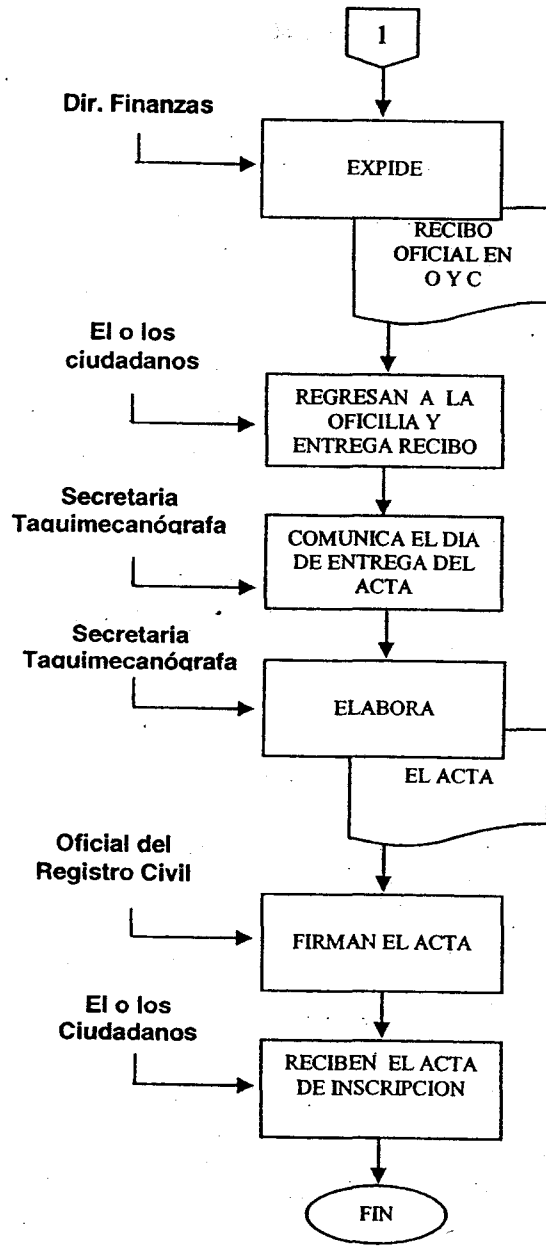 1
Dir. Finanzas
EXPIDE
RECIBO
OFICIAL EN
O Y C
El o los
ciudadanos
REGRESAN A LA
OFICILIA Y
ENTREGA RECIBO
Secretaria
Taquimecanógrafa
COMUNICA EL DIA
DE ENTREGA DEL
ACTA
Secretaria
Taquimecanógrafa
ELABORA
EL ACTA
Oficial del
Registro Civil
FIRMAN EL ACTA
El o los
Ciudadanos
RECIBEN EL ACTA
DE INSCRIPCION
FIN